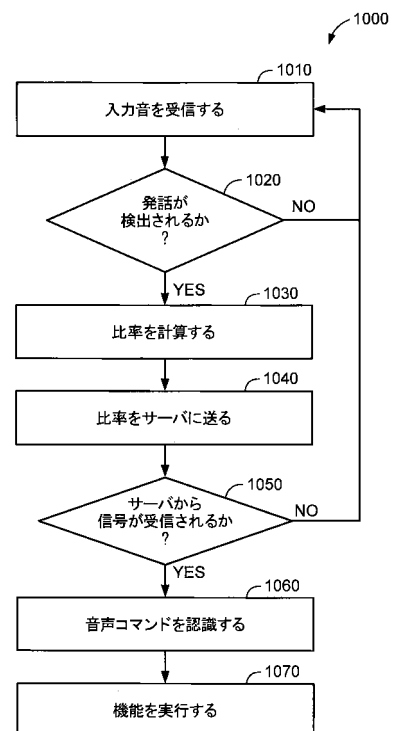 1000
1010
入力音を受信する
1020
発話が
検出されるか
?
NO
YES
1030
比率を計算する
1040
比率をサーバに送る
1050
サーバから
信号が受信されるか
?
NO
YES
1060
音声コマンドを認識する
1070
機能を実行する